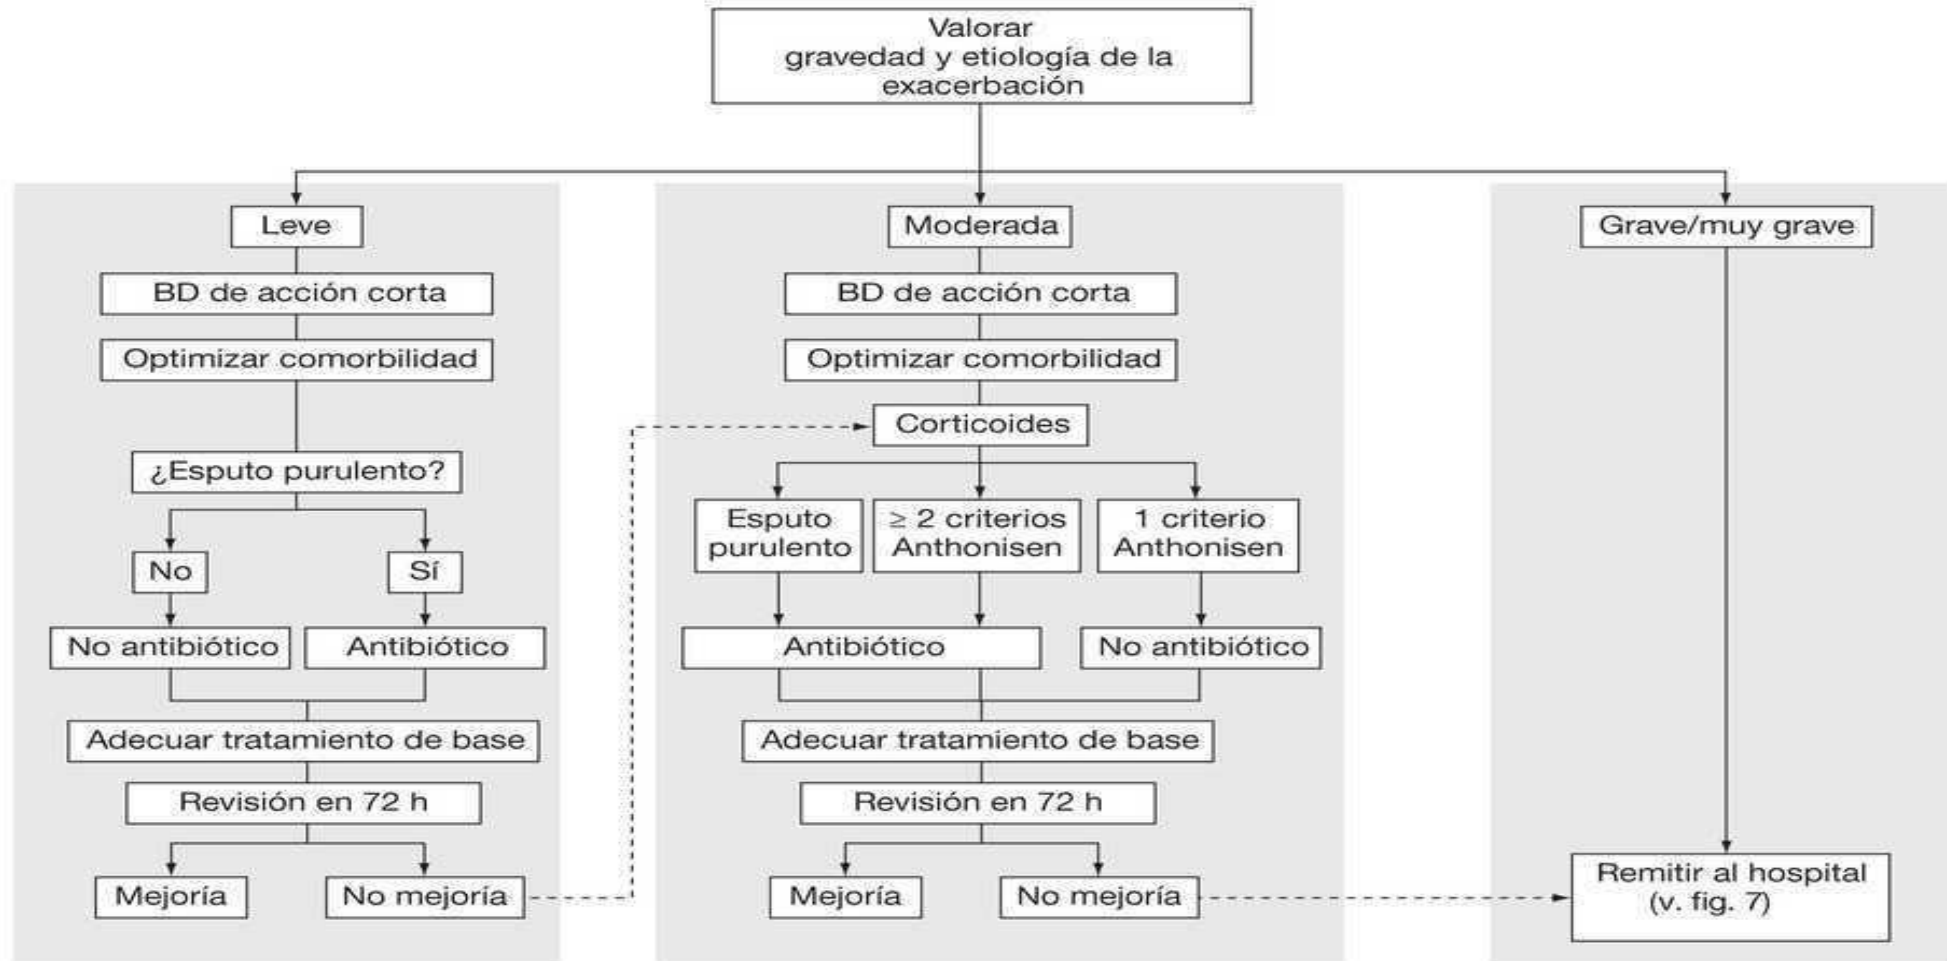 Valorar
gravedad y etiología de la
exacerbación
Leve
BD de acción corta
Optimizar comorbilidad
¿Esputo purulento?
No
Sí
No antibiótico
Antibiótico
Adecuar tratamiento de base
Revisión en 72 h
Mejoría
No mejoría
Moderada
BD de acción corta
Optimizar comorbilidad
Corticoides
Esputo
purulento
≥ 2 criterios
Anthonisen
1 criterio
Anthonisen
Antibiótico
No antibiótico
Adecuar tratamiento de base
Revisión en 72 h
Mejoría
No mejoría
Grave/muy grave
Remitir al hospital
(v. fig. 7)